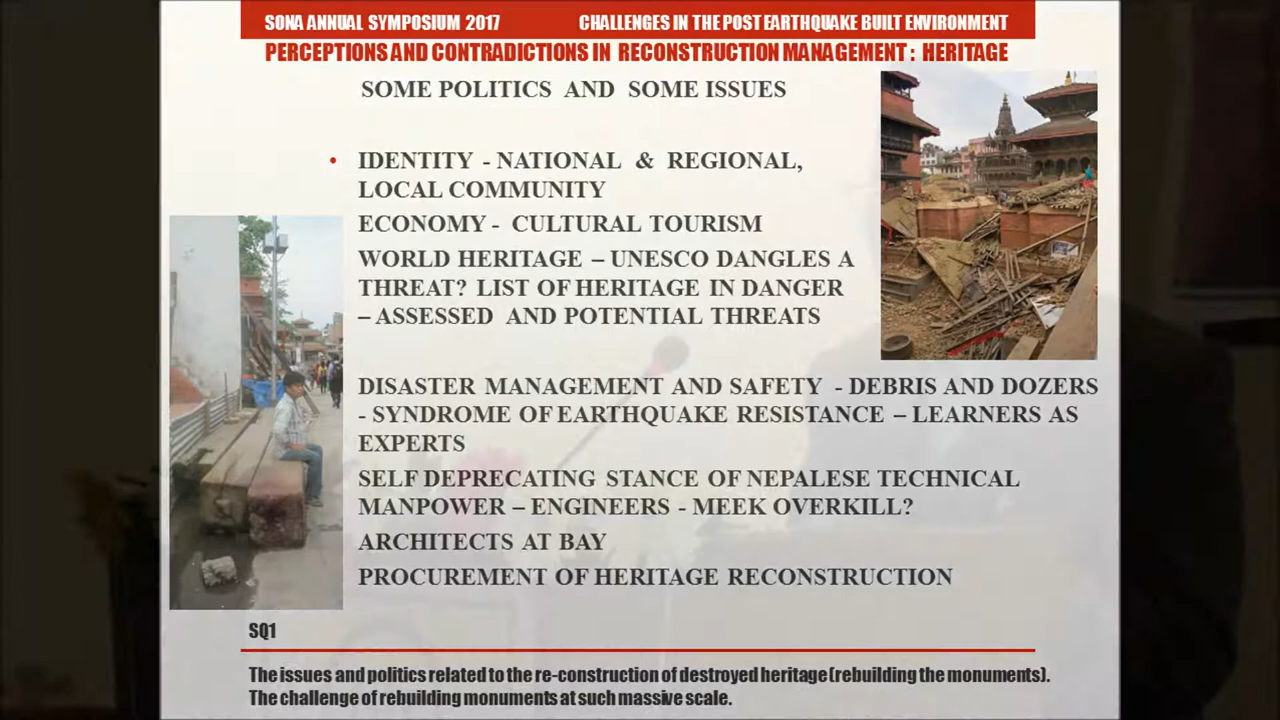 SONA ANNUAL SYMPOSIUM 2017 CHALLENGES IN THE POST EARTHQUAKE BUILT ENVIRONMENT
PERCEPTIONS AND CONTRADICTIONS IN RECONSTRUCTION MANAGEMENT : HERITAGE
SOME POLITICS AND SOME ISSUES
• IDENTITY - NATIONAL & REGIONAL,
LOCAL COMMUNITY
ECONOMY - CULTURAL TOURISM
WORLD HERITAGE – UNESCO DANGLES A
THREAT? LIST OF HERITAGE IN DANGER
– ASSESSED AND POTENTIAL THREATS
DISASTER MANAGEMENT AND SAFETY - DEBRIS AND DOZERS
- SYNDROME OF EARTHQUAKE RESISTANCE – LEARNERS AS
EXPERTS
SELF DEPRECATING STANCE OF NEPALESE TECHNICAL
MANPOWER – ENGINEERS - MEEK OVERKILL?
ARCHITECTS AT BAY
PROCUREMENT OF HERITAGE RECONSTRUCTION
SQ1
The issues and politics related to the re-construction of destroyed heritage(rebuilding the monuments).
The challenge of rebuilding monuments at such massive scale.